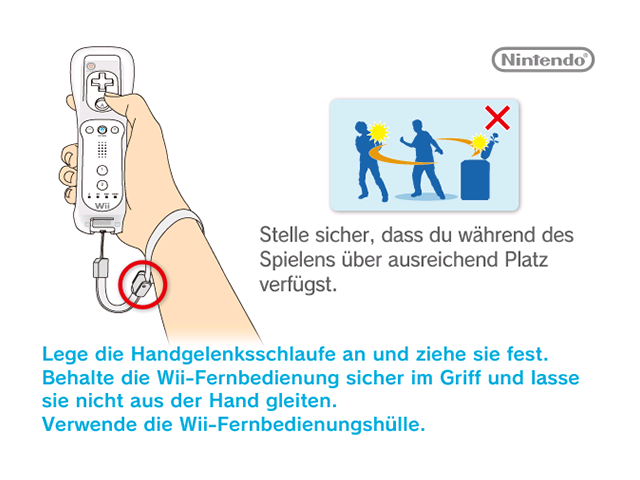 Nintendo®
Wii
Stelle sicher, dass du während des
Spielens über ausreichend Platz
verfügst.
Lege die Handgelenksschlaufe an und ziehe sie fest.
Behalte die Wii-Fernbedienung sicher im Griff und lasse
sie nicht aus der Hand gleiten.
Verwende die Wii-Fernbedienungshülle.